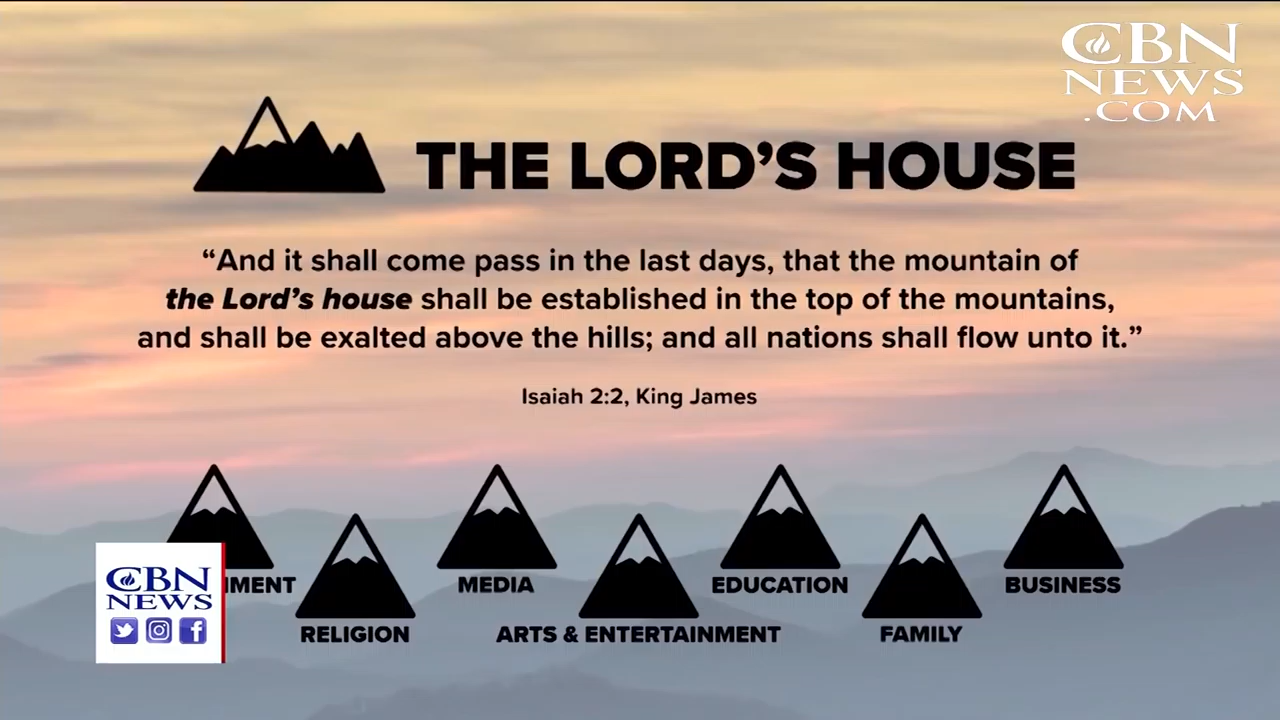 CBN
NEWS
.COM
THE LORD’S HOUSE
“And it shall come pass in the last days, that the mountain of
the Lord’s house shall be established in the top of the mountains,
and shall be exalted above the hills; and all nations shall flow unto it.”
Isaiah 2:2, King James
NMENT
MEDIA
EDUCATION
BUSINESS
RELIGION
ARTS & ENTERTAINMENT
FAMILY
CBN
NEWS